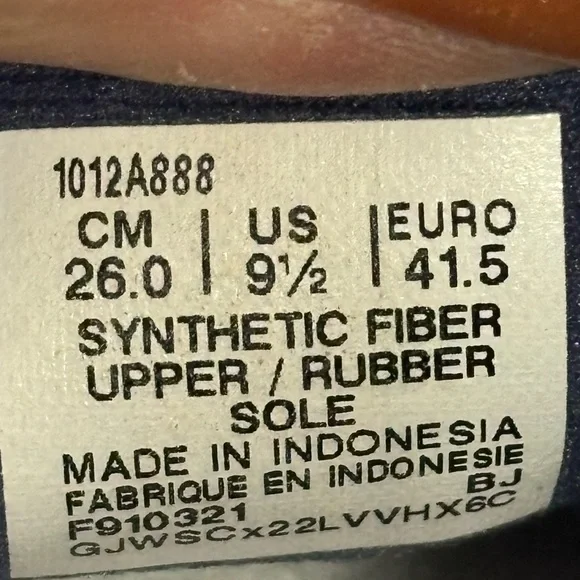 1012A888
CM | US | EURO
26.0 | 9½ | 41.5
SYNTHETIC FIBER
UPPER / RUBBER
SOLE
MADE IN INDONESIA
FABRIQUE EN INDONESIE
F910321 BJ
GJWSCX22LVVHX6C